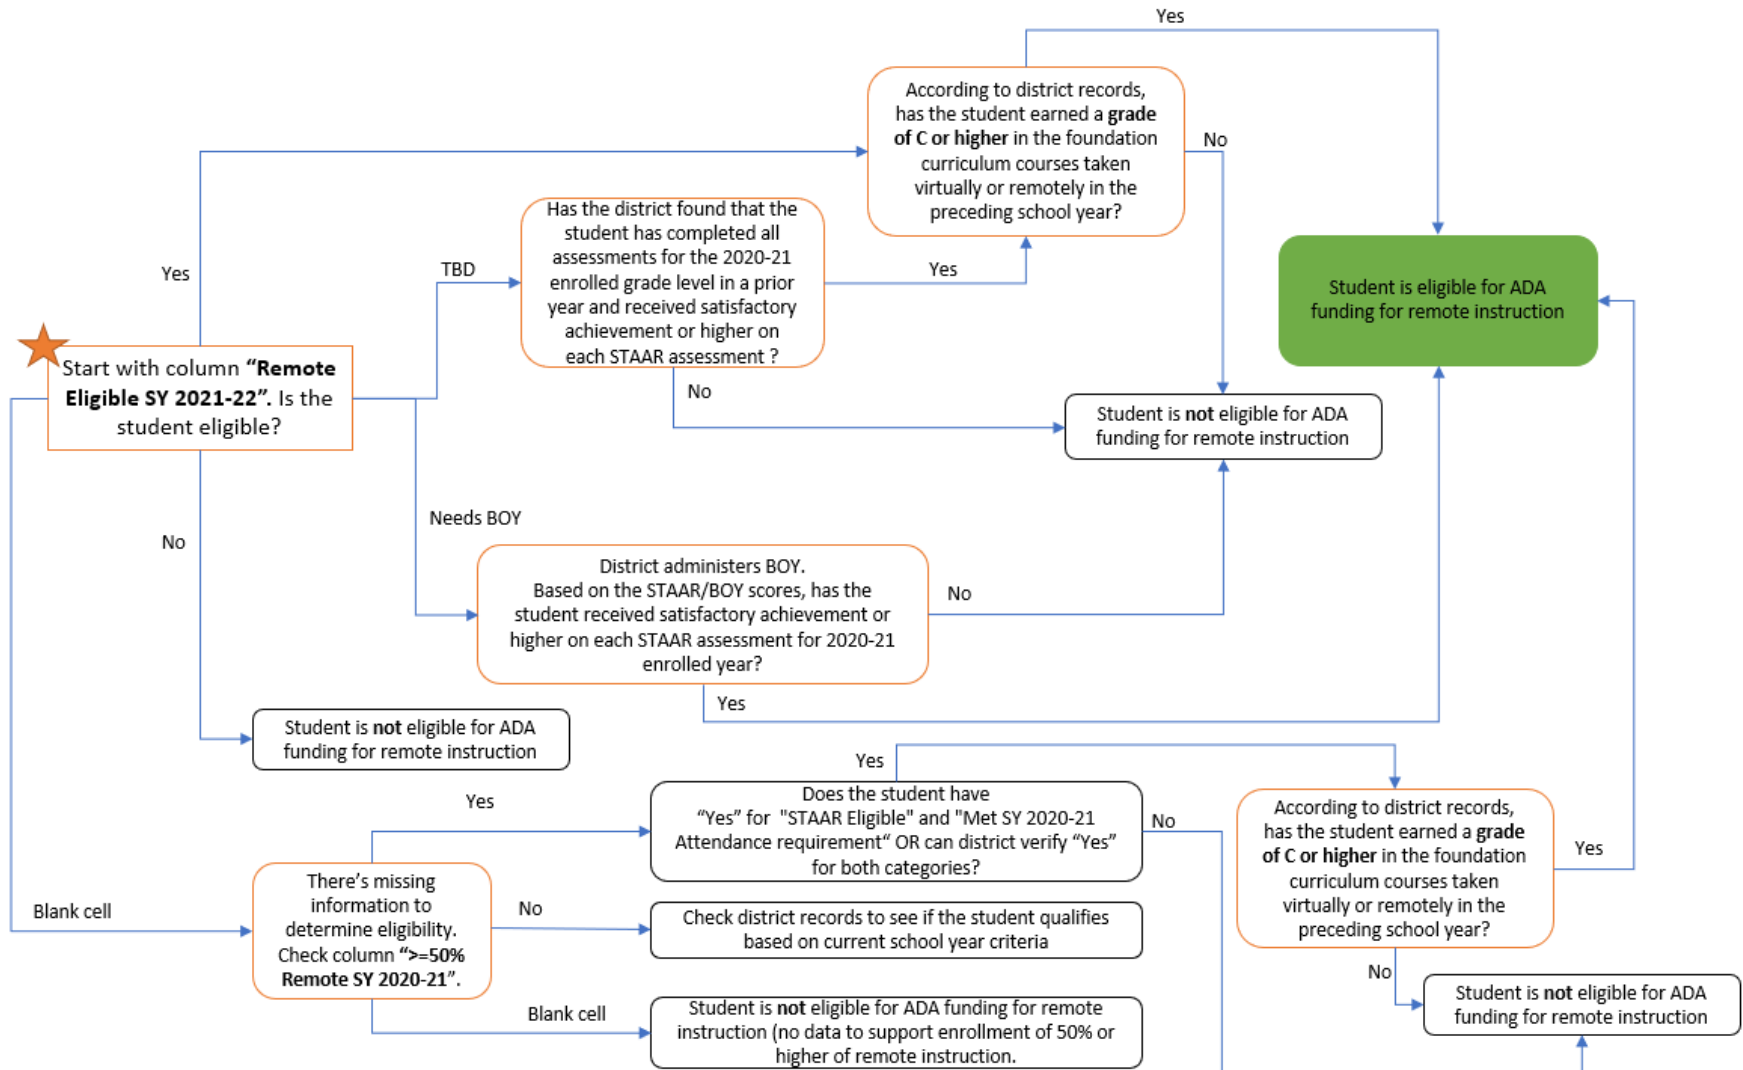 Yes
According to district records,
has the student earned a grade
of C or higher in the foundation
curriculum courses taken
virtually or remotely in the
preceding school year?
No
Has the district found that the
student has completed all
assessments for the 2020-21
enrolled grade level in a prior
year and received satisfactory
achievement or higher on
each STAAR assessment ?
Yes
TBD
Yes
Student is eligible for ADA
funding for remote instruction
Start with column “Remote
Eligible SY 2021-22”. Is the
student eligible?
No
Student is not eligible for ADA
funding for remote instruction
Needs BOY
No
District administers BOY.
Based on the STAAR/BOY scores, has the
student received satisfactory achievement or
higher on each STAAR assessment for 2020-21
enrolled year?
No
Yes
Student is not eligible for ADA
funding for remote instruction
Yes
Yes
Does the student have
“Yes” for "STAAR Eligible" and "Met SY 2020-21
Attendance requirement“ OR can district verify “Yes”
for both categories?
No
According to district records,
has the student earned a grade
of C or higher in the foundation
curriculum courses taken
virtually or remotely in the
preceding school year?
Yes
Blank cell
There’s missing
information to
determine eligibility.
Check column “>=50%
Remote SY 2020-21”.
No
Check district records to see if the student qualifies
based on current school year criteria
No
Blank cell
Student is not eligible for ADA funding for remote
instruction (no data to support enrollment of 50% or
higher of remote instruction.
Student is not eligible for ADA
funding for remote instruction